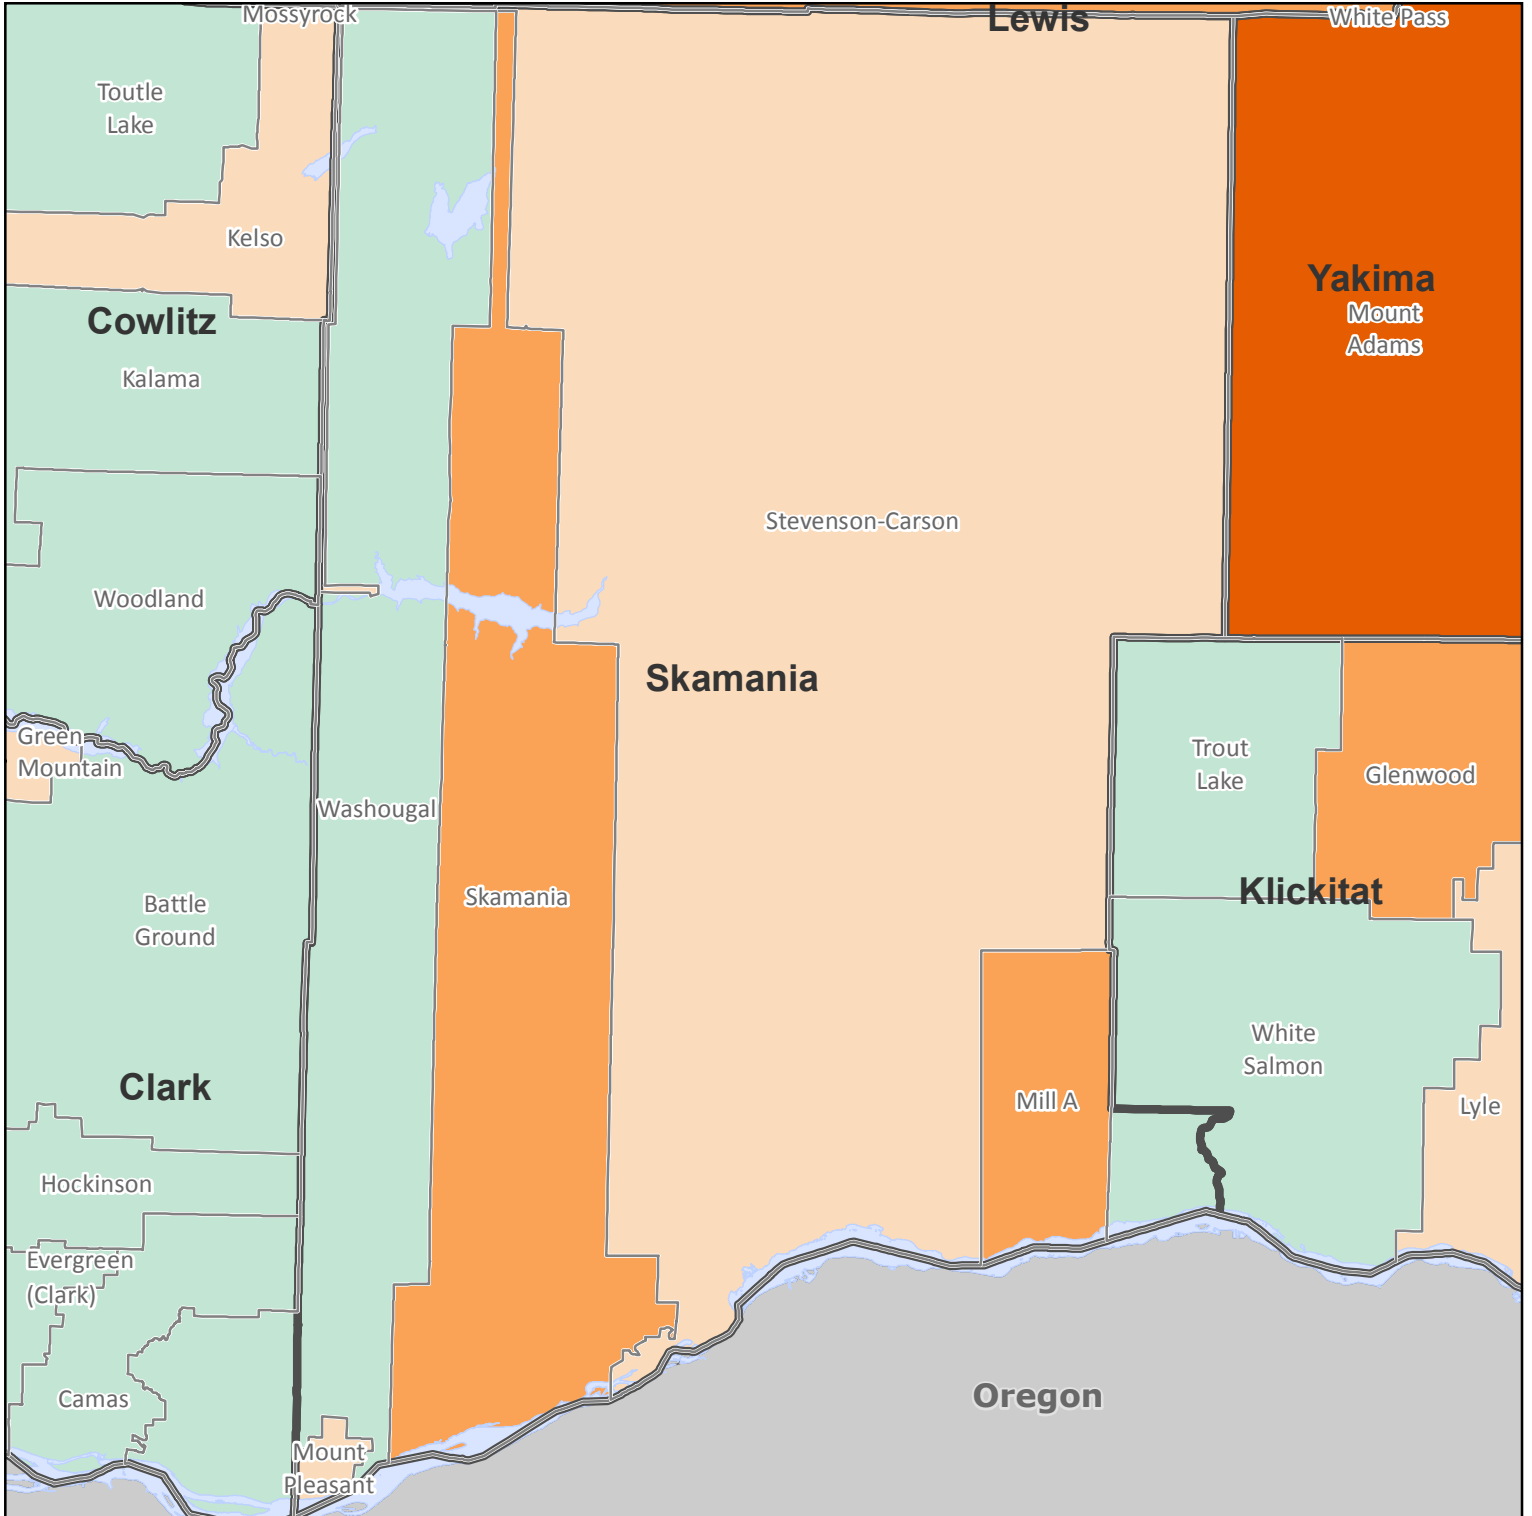 Mossyrock
Lewis
White Pass
Toutle
Lake
Kelso
Yakima
Mount
Adams
Cowlitz
Kalama
Stevenson-Carson
Woodland
Skamania
Green
Mountain
Trout
Lake
Glenwood
Washougal
Skamania
Klickitat
Battle
Ground
White
Salmon
Clark
Mill A
Lyle
Hockinson
Evergreen
(Clark)
Camas
Oregon
Mount
Pleasant